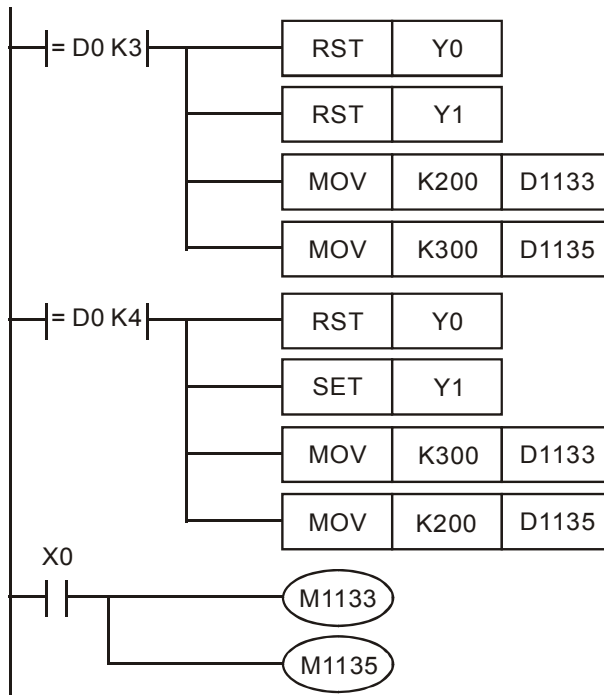 = D0 K3
RST Y0
RST Y1
MOV K200 D1133
MOV K300 D1135
= D0 K4
RST Y0
SET Y1
MOV K300 D1133
MOV K200 D1135
X0
M1133
M1135